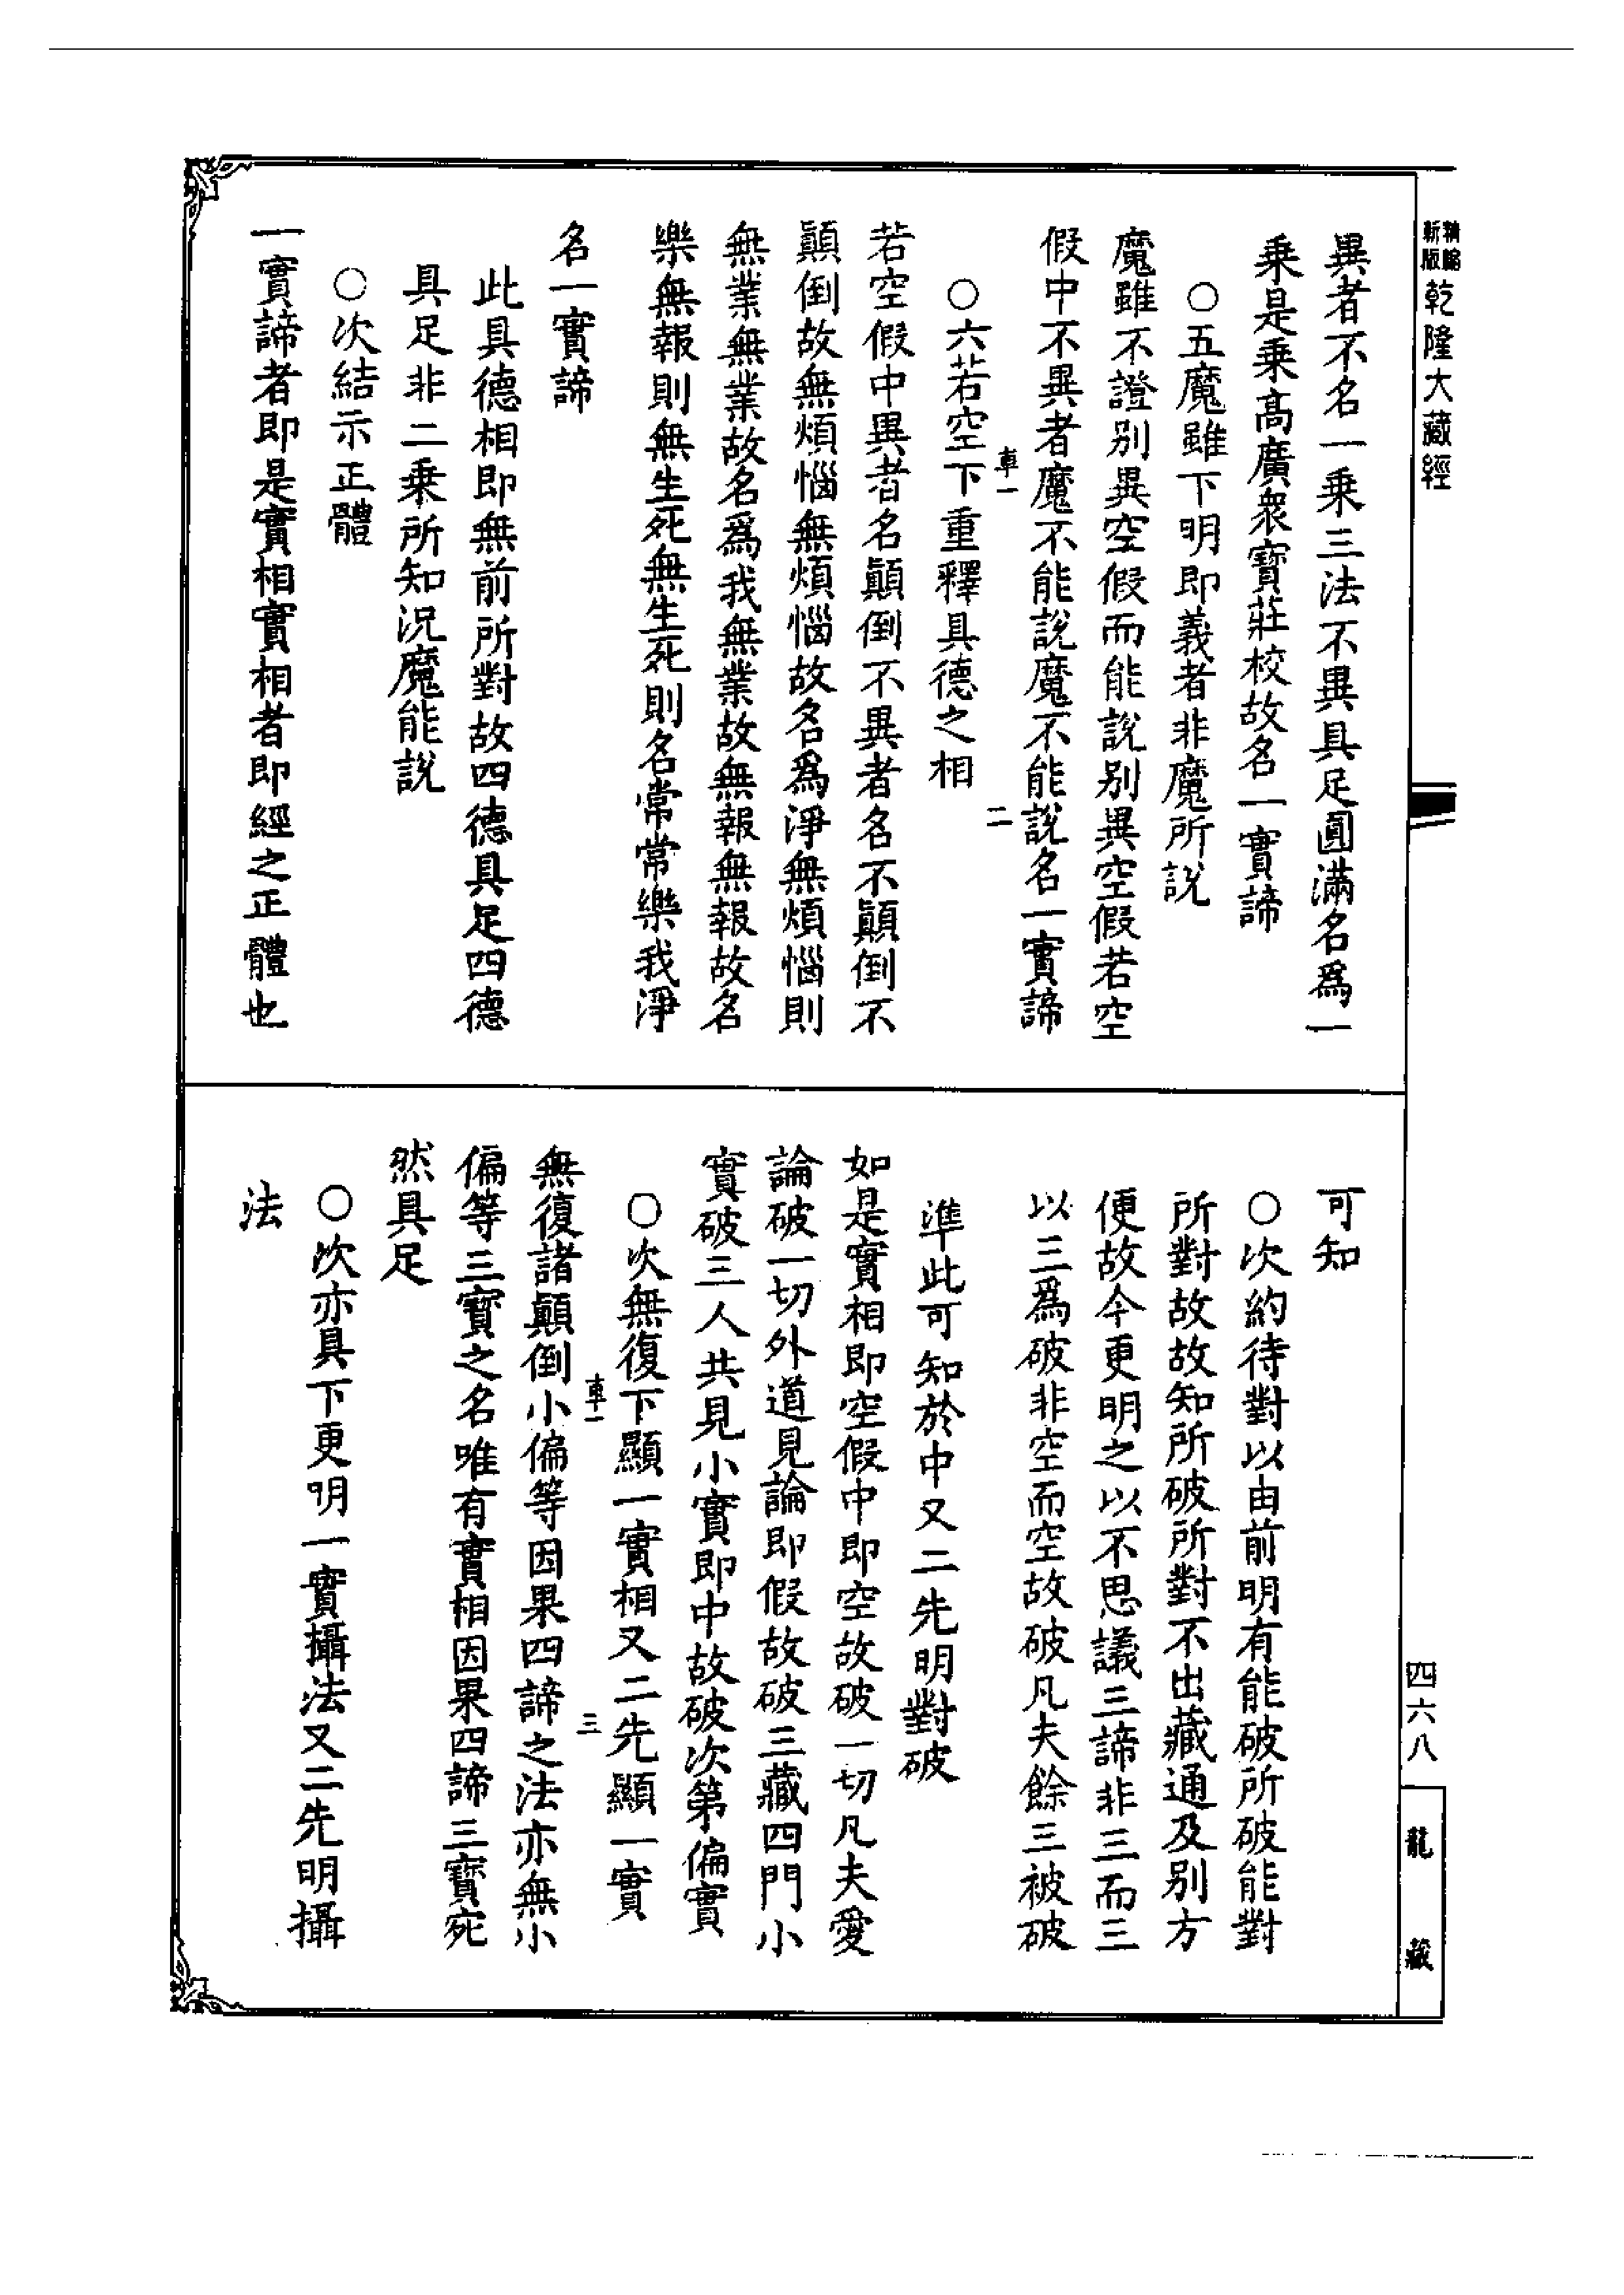 精縮
新版
乾隆大藏經
異者不名一乘三法不異具足圓滿名爲一
乘是乘高廣衆寶莊校故名一實諦
○五魔雖下明即義者非魔所說
魔雖不證別異空假而能說別異空假若空
假中不異者魔不能說魔不能說名一實諦
車一
二
○六若空下重釋具德之相
若空假中異者名顚倒不異者名不顚倒不
顚倒故無煩惱無煩惱故名爲淨無煩惱則
無業無業故名爲我無業故無報無報故名
樂無報則無生死無生死則名常常樂我淨
名一實諦
此具德相即無前所對故四德具足四德
具足非二乘所知況魔能說
○次結示正體
一實諦者即是實相實相者即經之正體也
可知
○次約待對以由前明有能破所破能對
所對故故知所破所對不出藏通及別方
便故今更明之以不思議三諦非三而三
以三爲破非空而空故破凡夫餘三被破
準此可知於中又二先明對破
如是實相即空假中即空故破一切凡夫愛
論破一切外道見論即假故破三藏四門小
實破三人共見小實即中故破次第偏實
○次無復下顯一實相又二先顯一實
車一
三
無復諸顚倒小偏等因果四諦之法亦無小
偏等三寶之名唯有實相因果四諦三寶宛
然具足
○次亦具下更明一實攝法又二先明攝
法
四六八
龍藏